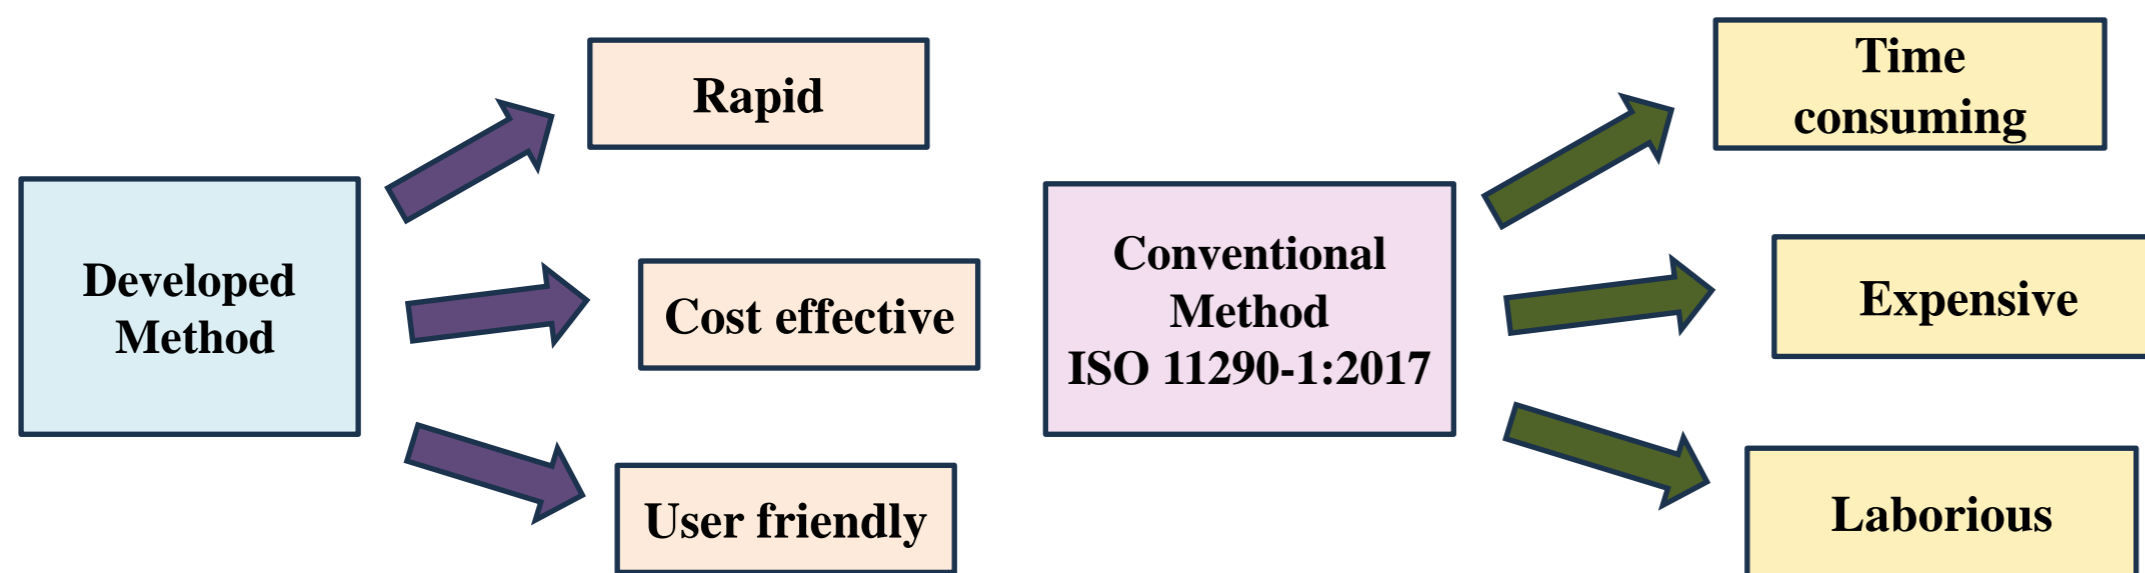 Developed
Method
Rapid
Cost effective
User friendly
Conventional
Method
ISO 11290-1:2017
Time
consuming
Expensive
Laborious